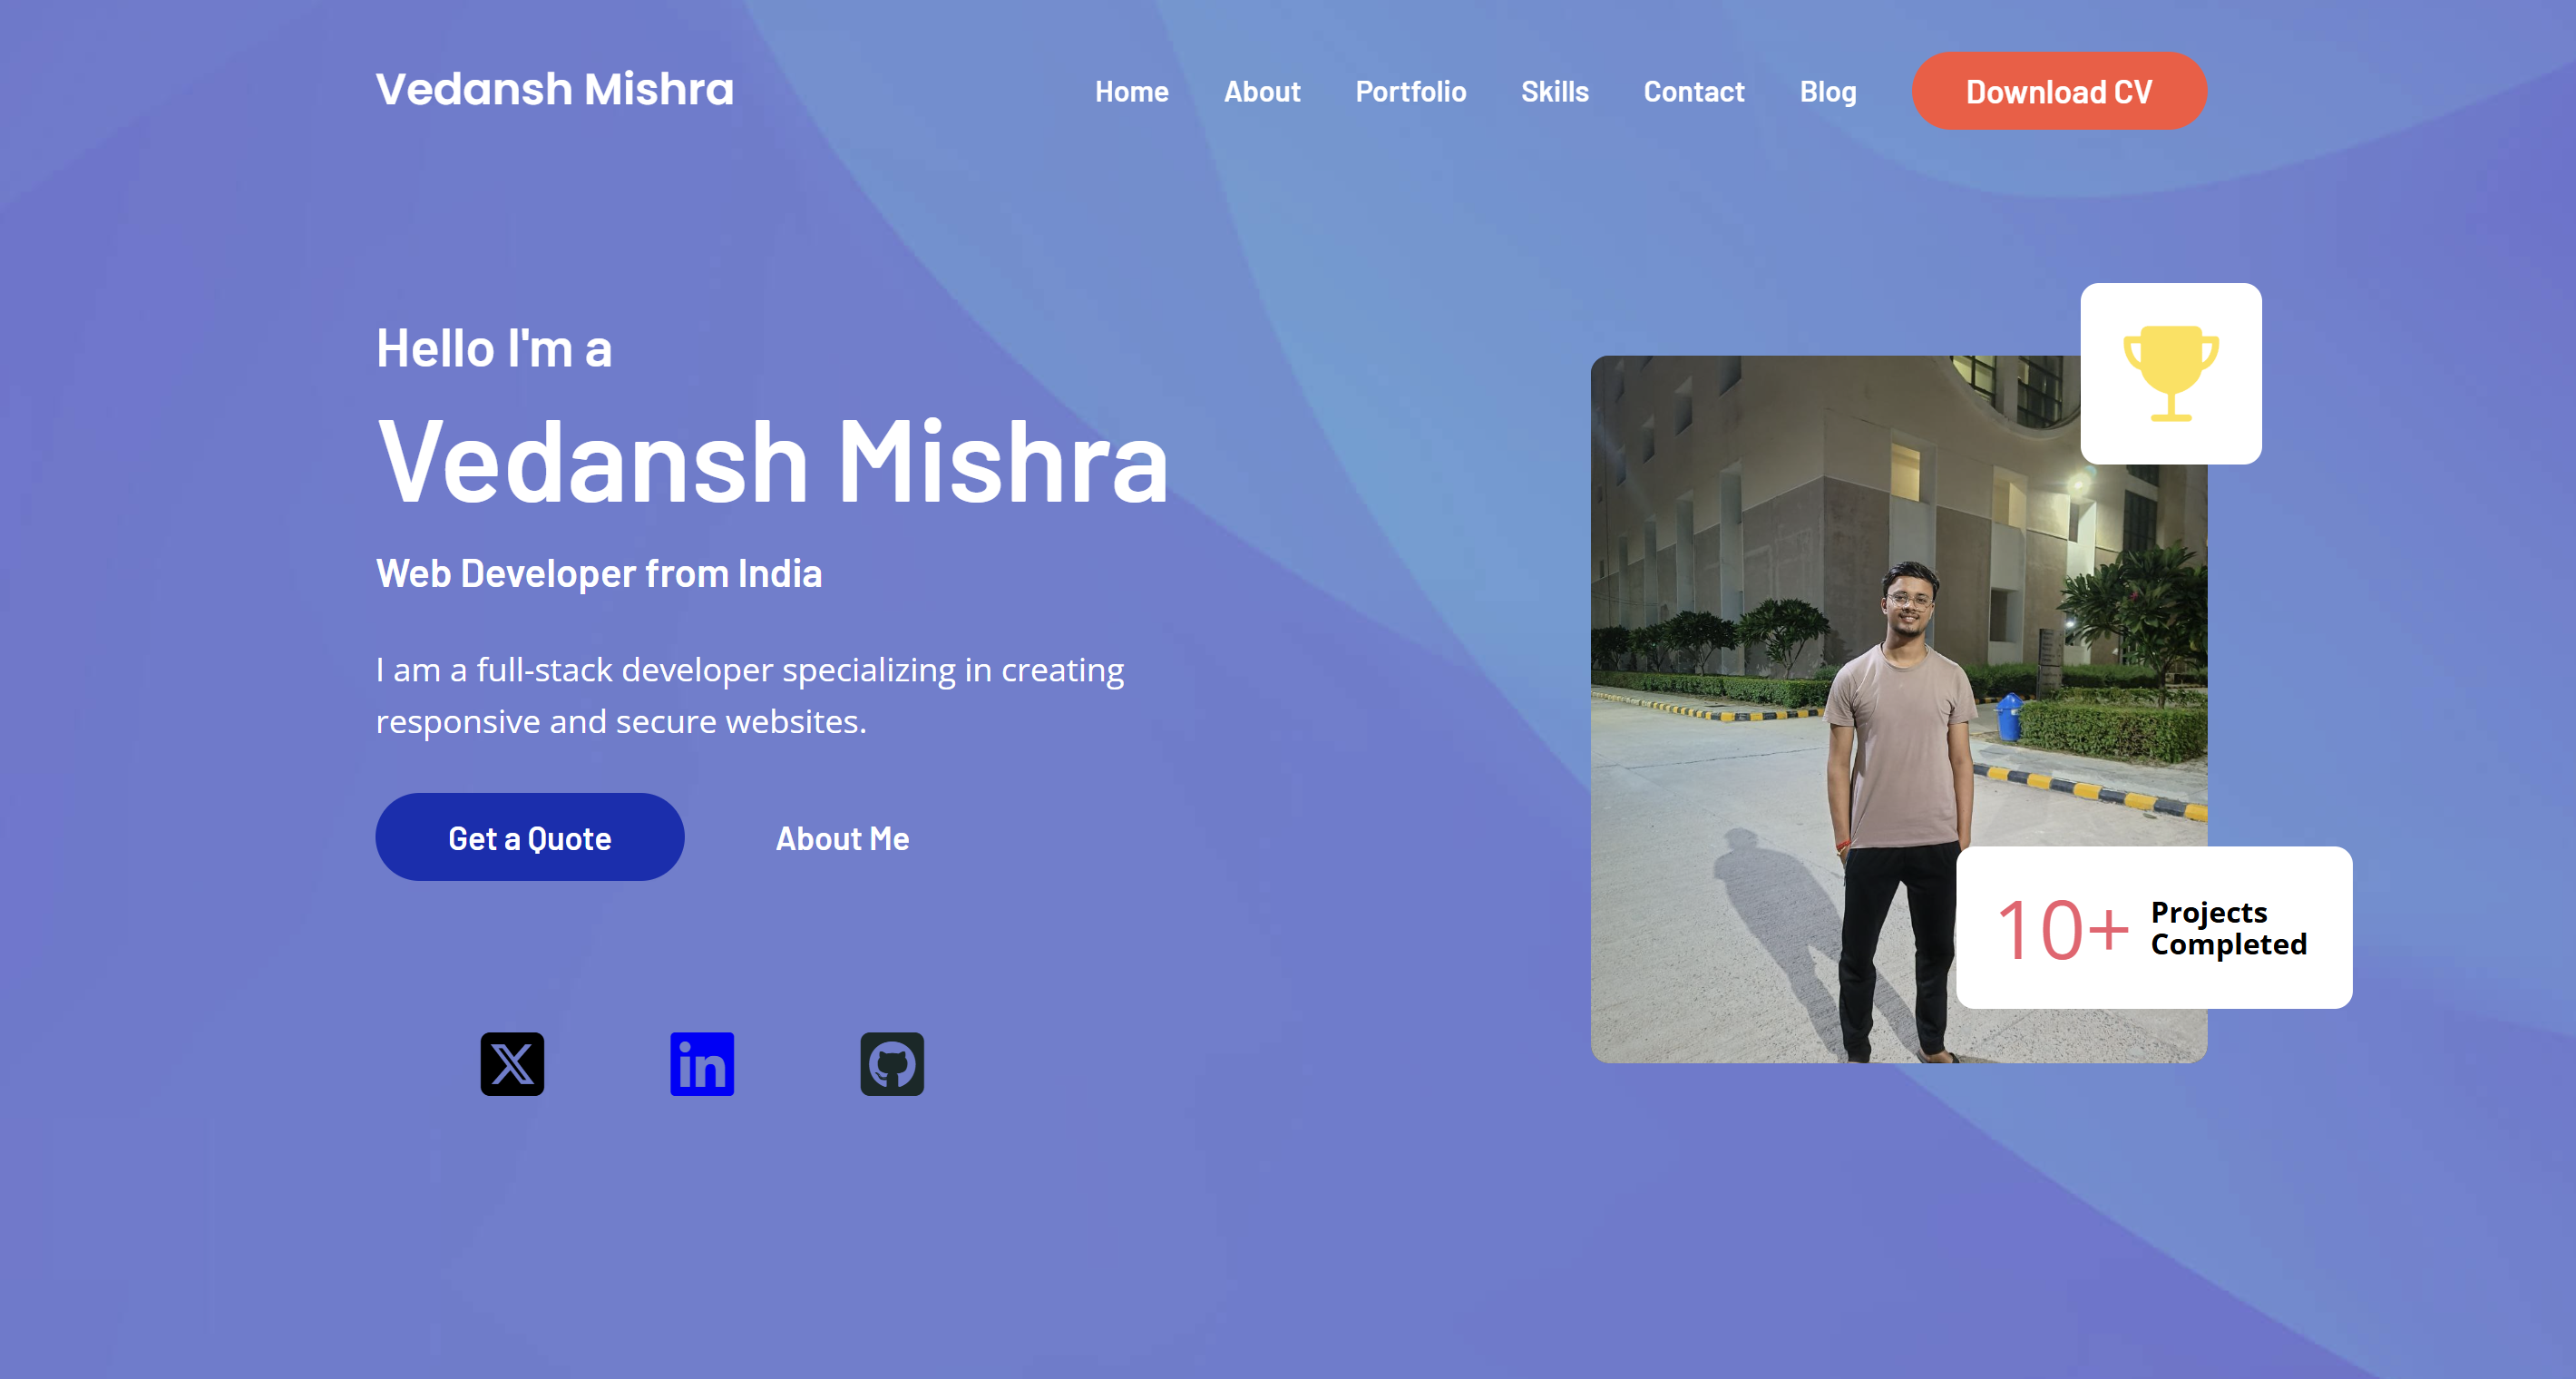 Vedansh Mishra
Home About Portfolio Skills Contact Blog Download CV
Hello I'm a
Vedansh Mishra
Web Developer from India
I am a full-stack developer specializing in creating
responsive and secure websites.
Get a Quote About Me
10+ Projects
Completed